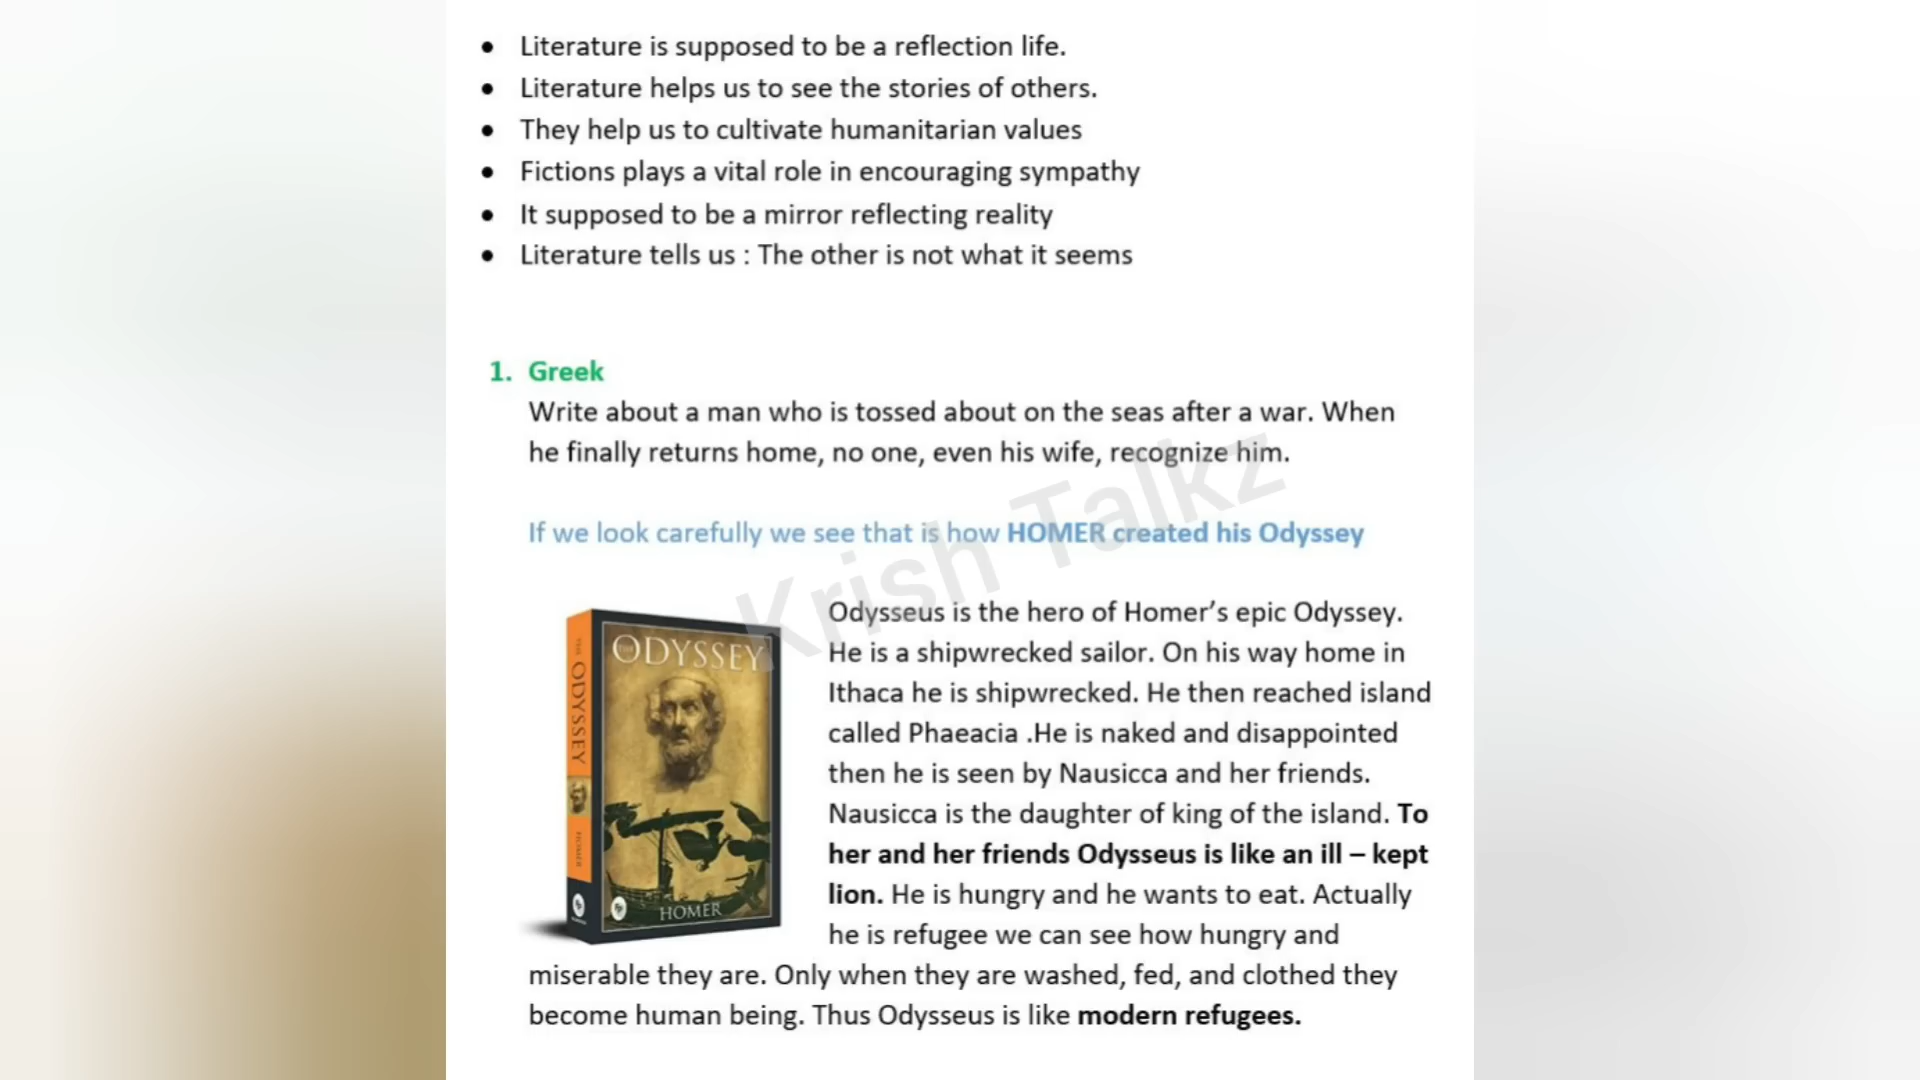 • Literature is supposed to be a reflection life.
• Literature helps us to see the stories of others.
• They help us to cultivate humanitarian values
• Fictions plays a vital role in encouraging sympathy
• It supposed to be a mirror reflecting reality
• Literature tells us : The other is not what it seems
1. Greek
Write about a man who is tossed about on the seas after a war. When
he finally returns home, no one, even his wife, recognize him.
If we look carefully we see that is how HOMER created his Odyssey
Krish Talkz
THE ODYSSEY
HOMER
THE ODYSSEY
HOMER
Odysseus is the hero of Homer’s epic Odyssey.
He is a shipwrecked sailor. On his way home in
Ithaca he is shipwrecked. He then reached island
called Phaeacia .He is naked and disappointed
then he is seen by Nausicca and her friends.
Nausicca is the daughter of king of the island. To
her and her friends Odysseus is like an ill – kept
lion. He is hungry and he wants to eat. Actually
he is refugee we can see how hungry and
miserable they are. Only when they are washed, fed, and clothed they
become human being. Thus Odysseus is like modern refugees.